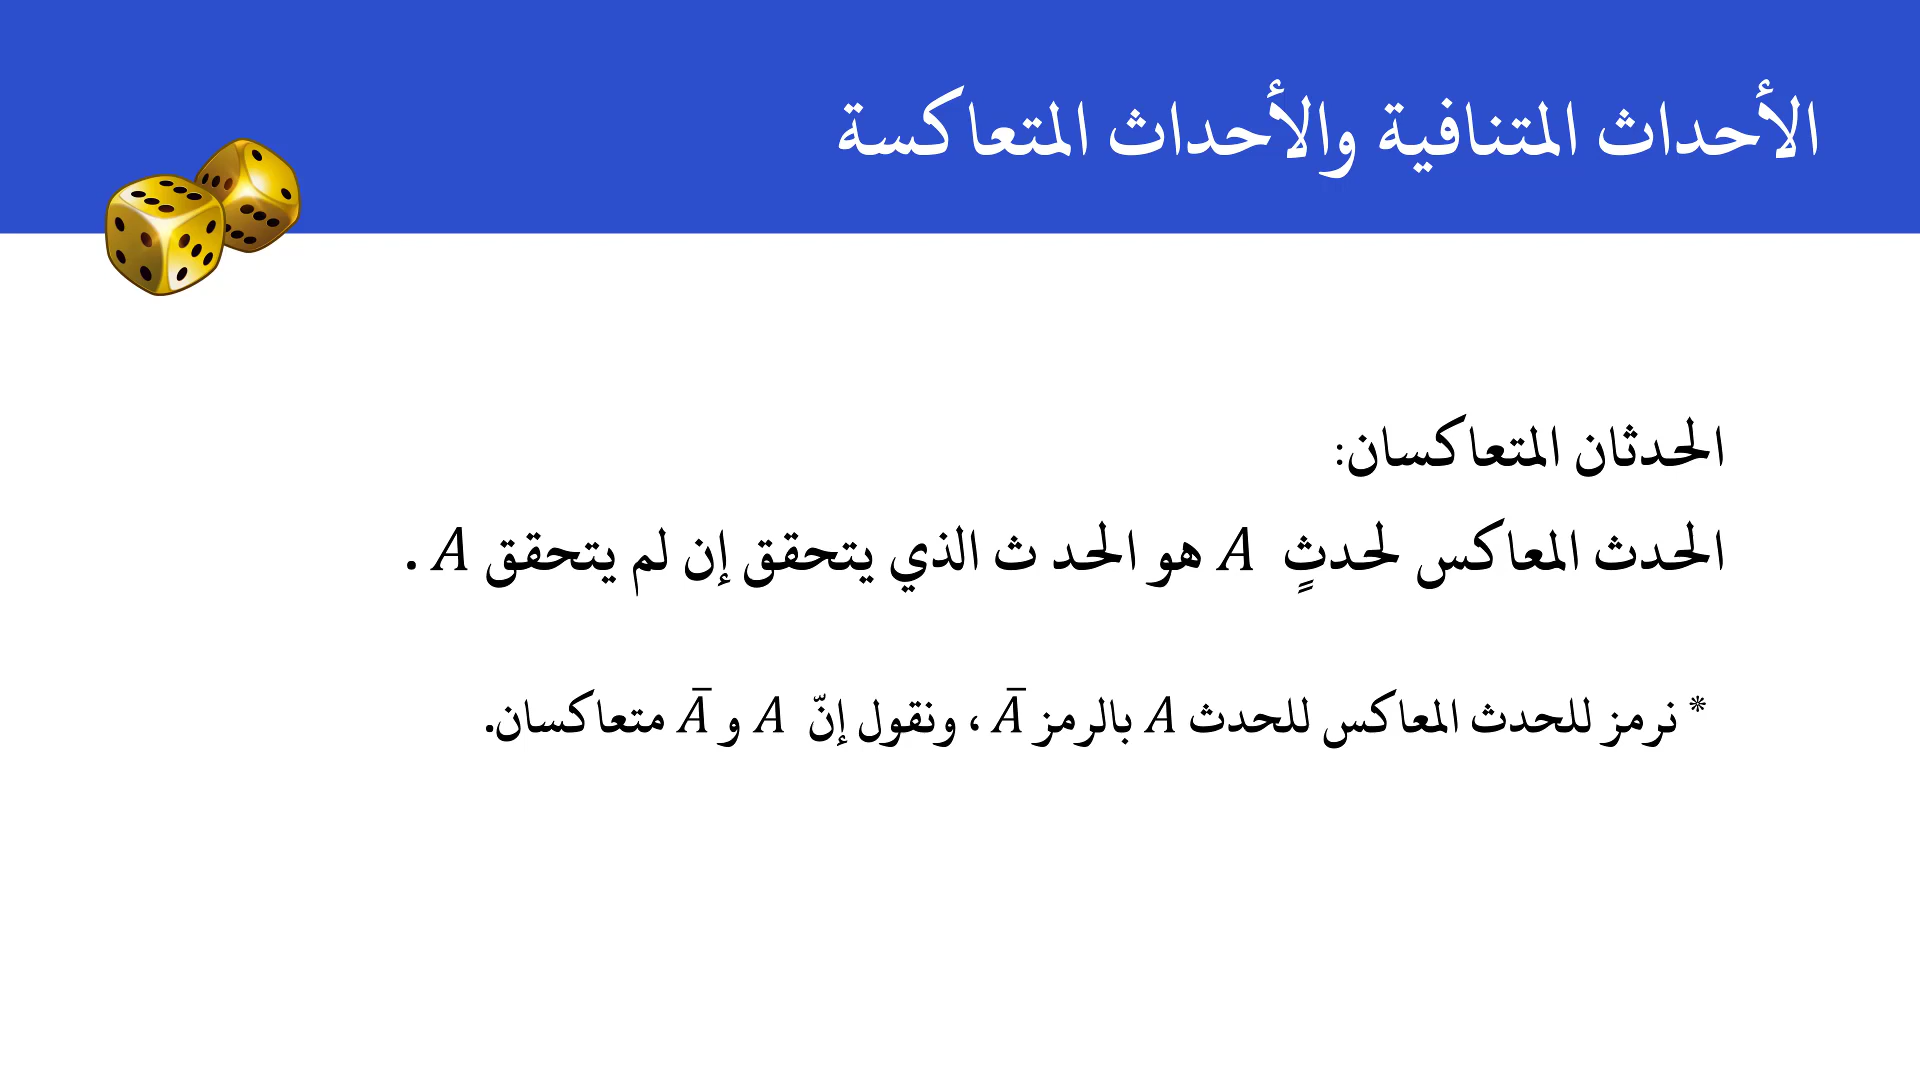 الأحداث المتنافية والأحداث المتعاكسة
الحدثان المتعاكسان:
الحدث المعاكس لحدثٍ A هو الحد ث الذي يتحقق إن لم يتحقق A .
* نرمز للحدث المعاكس للحدث A بالرمز Ā ، ونقول إنّ A و Ā متعاكسان.